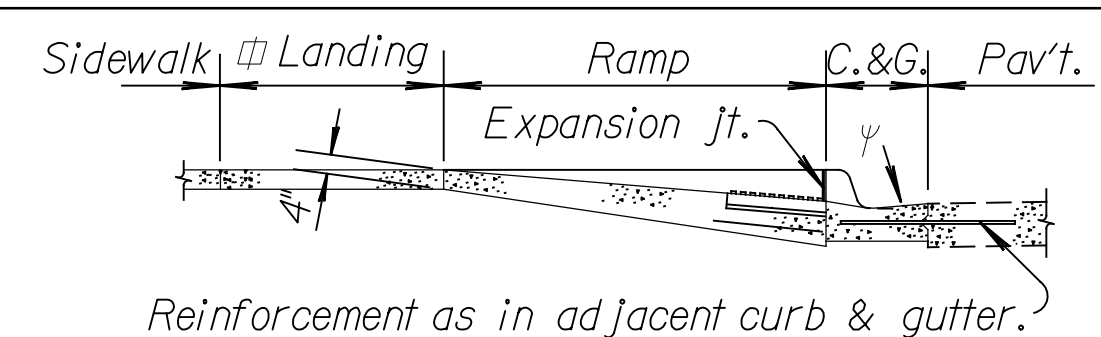 Sidewalk ⏥ Landing Ramp C.&G. Pav't.
Expansion jt. ψ
4"
Reinforcement as in adjacent curb & gutter.